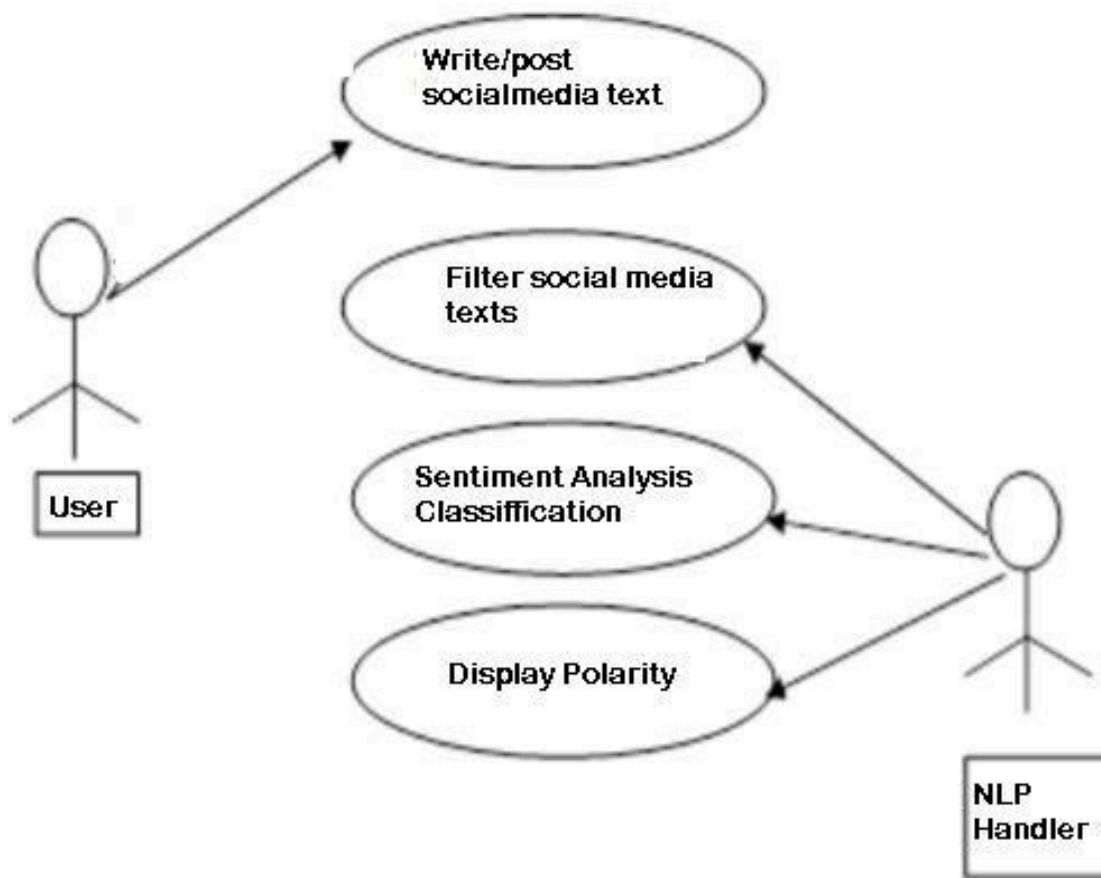 Write/post
socialmedia text
Filter social media
texts
Sentiment Analysis
Classiffication
User
Display Polarity
NLP
Handler